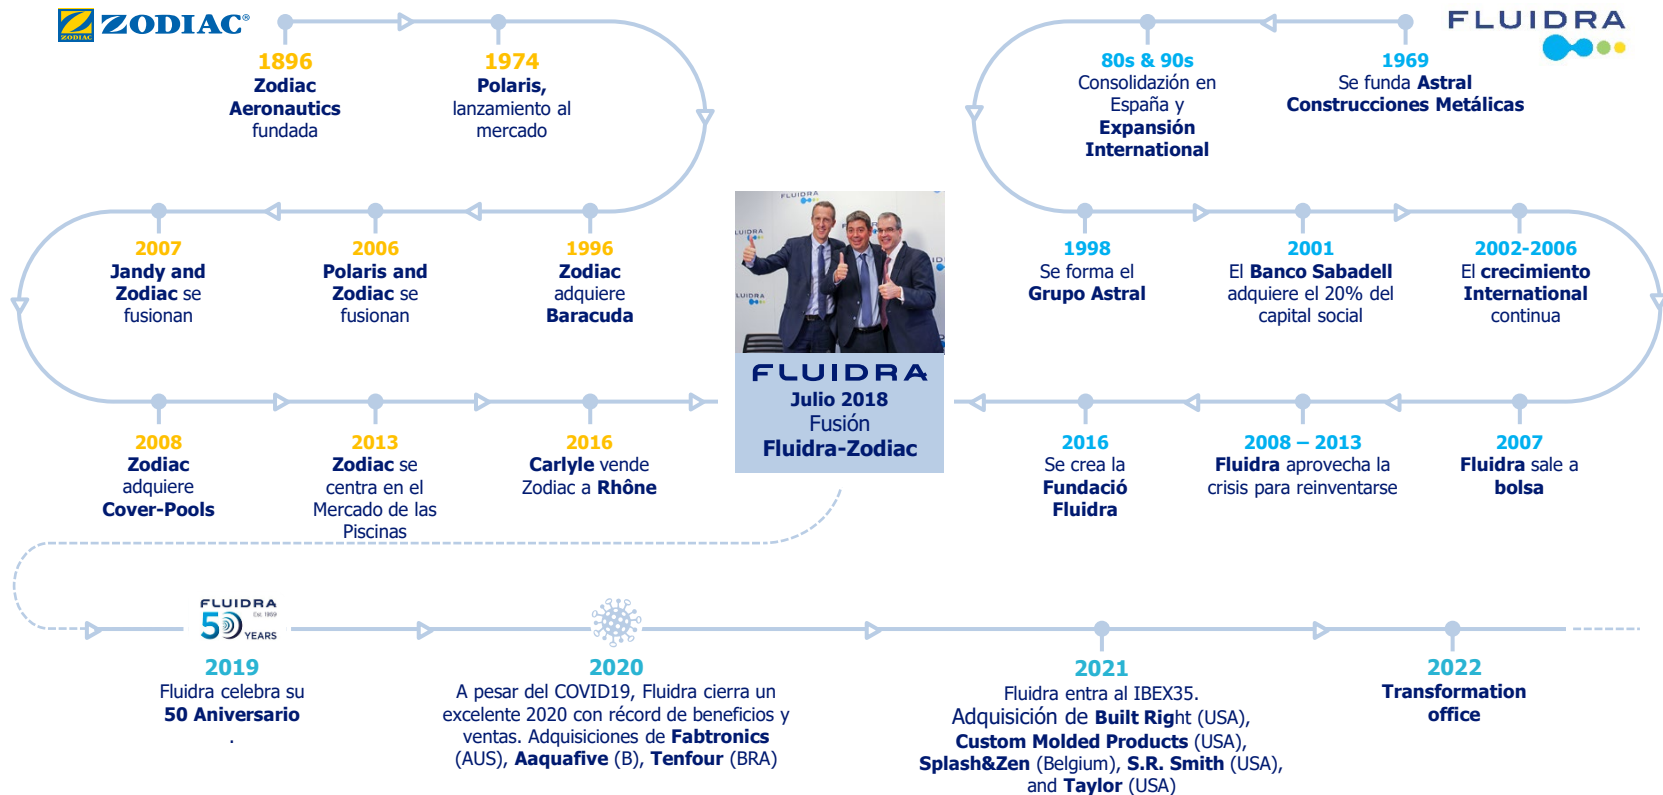 ZODIAC
ZODIAC®
1896
Zodiac
Aeronautics
fundada
1974
Polaris,
lanzamiento al
mercado
1996
Zodiac
adquiere
Baracuda
2006
Polaris and
Zodiac se
fusionan
2007
Jandy and
Zodiac se
fusionan
2008
Zodiac
adquiere
Cover-Pools
2013
Zodiac se
centra en el
Mercado de las
Piscinas
2016
Carlyle vende
Zodiac a Rhône
FLUIDRA
1969
Se funda Astral
Construcciones Metálicas
80s & 90s
Consolidazión en
España y
Expansión
International
1998
Se forma el
Grupo Astral
2001
El Banco Sabadell
adquiere el 20% del
capital social
2002-2006
El crecimiento
International
continua
2007
Fluidra sale a
bolsa
2008 – 2013
Fluidra aprovecha la
crisis para reinventarse
2016
Se crea la
Fundació
Fluidra
FLUIDRA
FLUIDRA
Julio 2018
Fusión
Fluidra-Zodiac
FLUIDRA
Est. 1969
50 YEARS
2019
Fluidra celebra su
50 Aniversario
.
2020
A pesar del COVID19, Fluidra cierra un
excelente 2020 con récord de beneficios y
ventas. Adquisiciones de Fabtronics
(AUS), Aaquafive (B), Tenfour (BRA)
2021
Fluidra entra al IBEX35.
Adquisición de Built Right (USA),
Custom Molded Products (USA),
Splash&Zen (Belgium), S.R. Smith (USA),
and Taylor (USA)
2022
Transformation
office